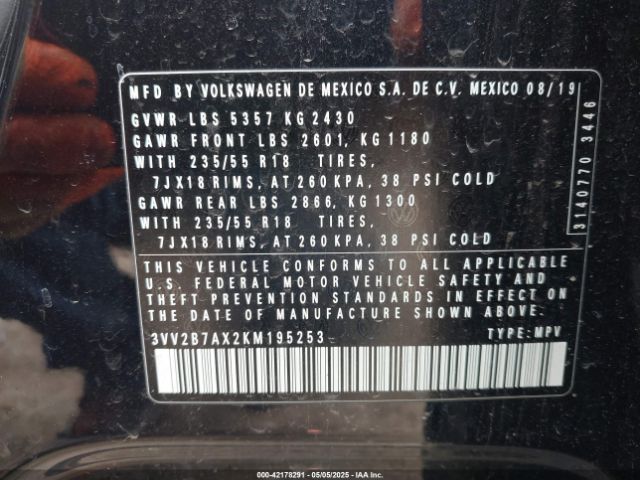 MFD BY VOLKSWAGEN DE MEXICO S.A. DE C.V. MEXICO 08/19
GVWR LBS 5357 KG 2430
GAWR FRONT LBS 2601, KG 1180
WITH 235/55 R18 TIRES,
7JX18 RIMS, AT 260 KPA, 38 PSI COLD
GAWR REAR LBS 2866, KG 1300
WITH 235/55 R18 TIRES,
7JX18 RIMS, AT 260 KPA, 38 PSI COLD
3140770 3446
THIS VEHICLE CONFORMS TO ALL APPLICABLE
U.S. FEDERAL MOTOR VEHICLE SAFETY AND
THEFT PREVENTION STANDARDS IN EFFECT ON
THE DATE OF MANUFACTURE SHOWN ABOVE.
3VV2B7AX2KM195253 TYPE: MPV
000-42178291 - 05/05/2025 - IAAI.CA